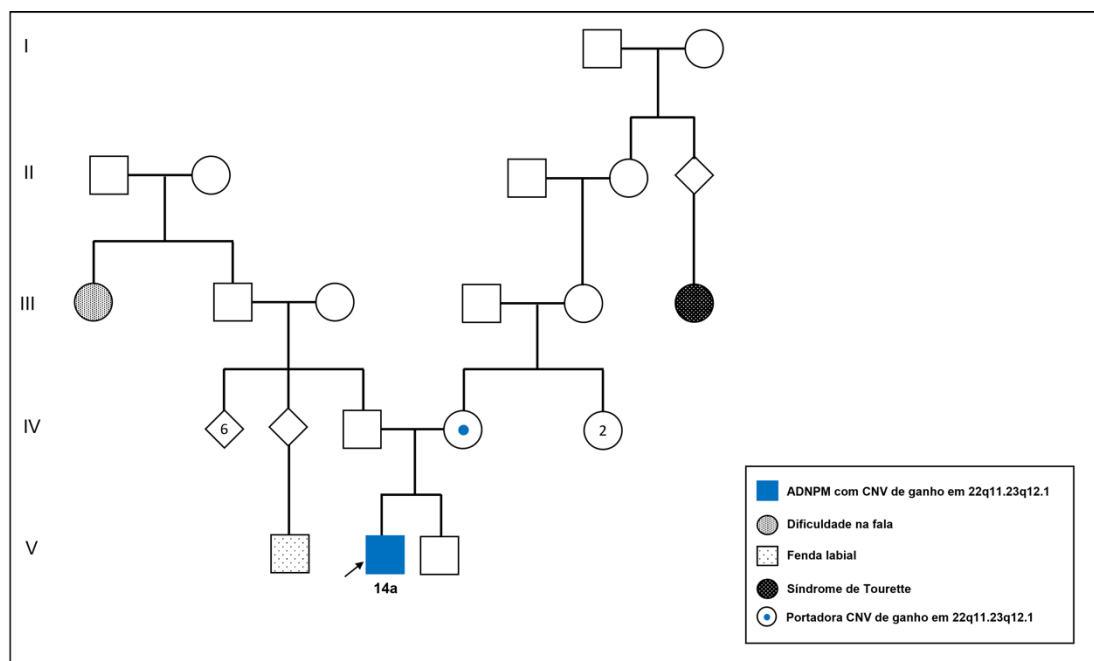 I
II
III
IV
6
2
V
14a
ADNPM com CNV de ganho em 22q11.23q12.1
Dificuldade na fala
Fenda labial
Síndrome de Tourette
Portadora CNV de ganho em 22q11.23q12.1